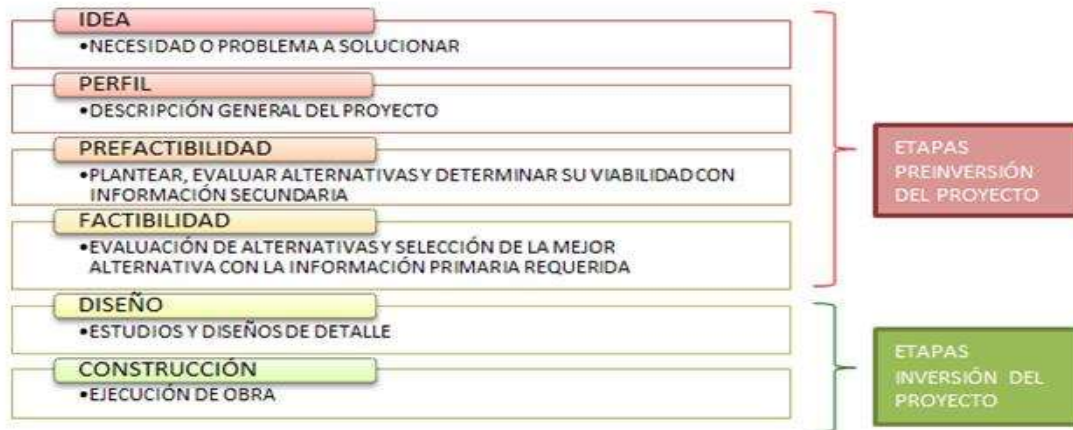 IDEA
•NECESIDAD O PROBLEMA A SOLUCIONAR
PERFIL
•DESCRIPCIÓN GENERAL DEL PROYECTO
PREFACTIBILIDAD
•PLANTEAR, EVALUAR ALTERNATIVAS Y DETERMINAR SU VIABILIDAD CON
INFORMACIÓN SECUNDARIA
FACTIBILIDAD
•EVALUACIÓN DE ALTERNATIVAS Y SELECCIÓN DE LA MEJOR
ALTERNATIVA CON LA INFORMACIÓN PRIMARIA REQUERIDA
DISEÑO
•ESTUDIOS Y DISEÑOS DE DETALLE
CONSTRUCCIÓN
•EJECUCIÓN DE OBRA
ETAPAS
PREINVERSIÓN
DEL PROYECTO
ETAPAS
INVERSIÓN DEL
PROYECTO